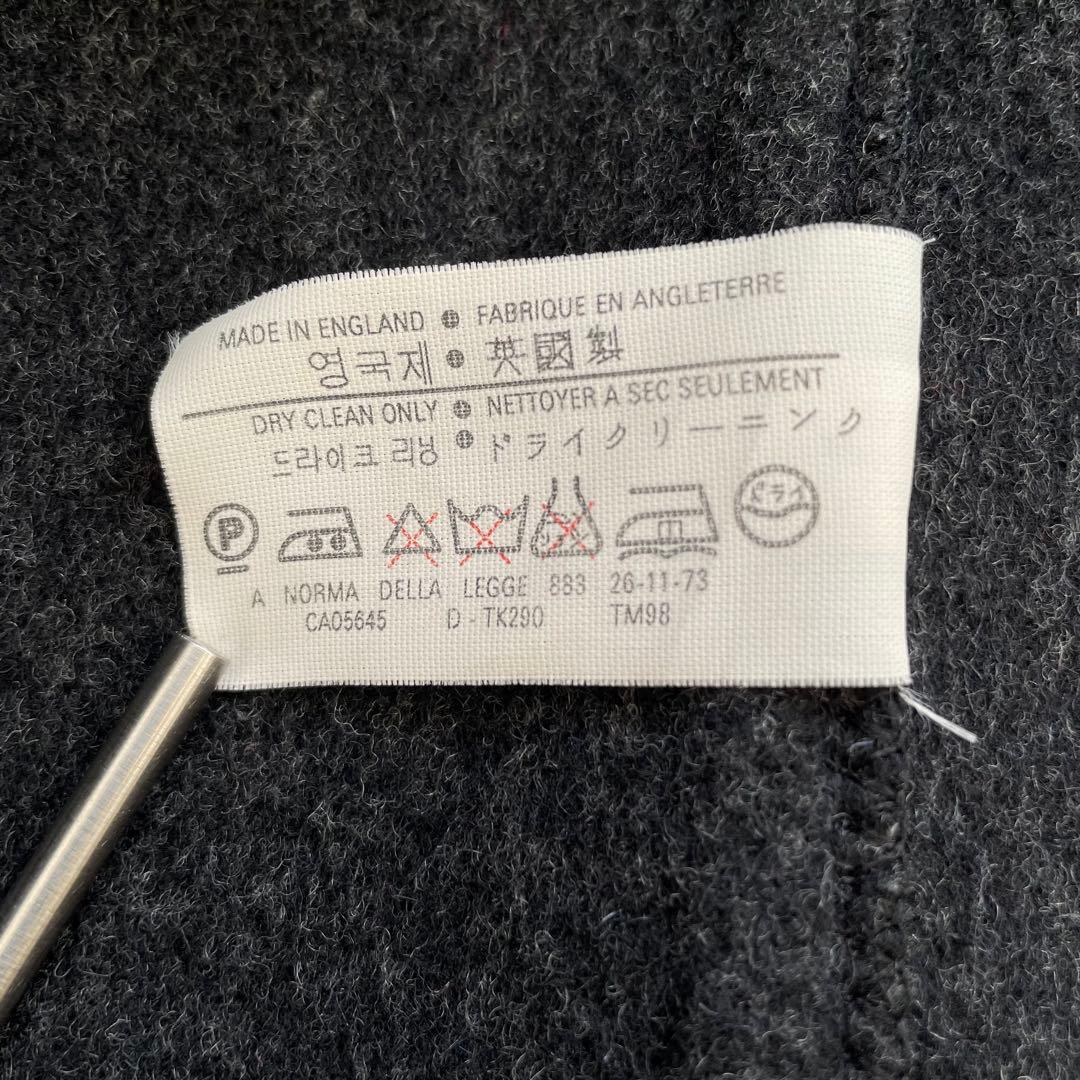 MADE IN ENGLAND ● FABRIQUE EN ANGLETERRE
영국제 ● 英國製
DRY CLEAN ONLY ● NETTOYER A SEC SEULEMENT
드라이크리닝 ● ドライクリーニンク
P ドライ
A NORMA DELLA LEGGE 883 26-11-73
CA05645 D - TK290 TM98